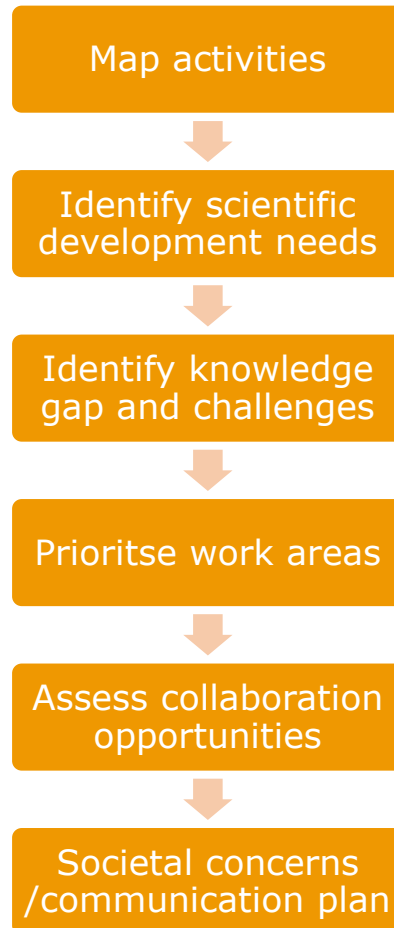 Map activities
Identify scientific
development needs
Identify knowledge
gap and challenges
Prioritse work areas
Assess collaboration
opportunities
Societal concerns
/communication plan